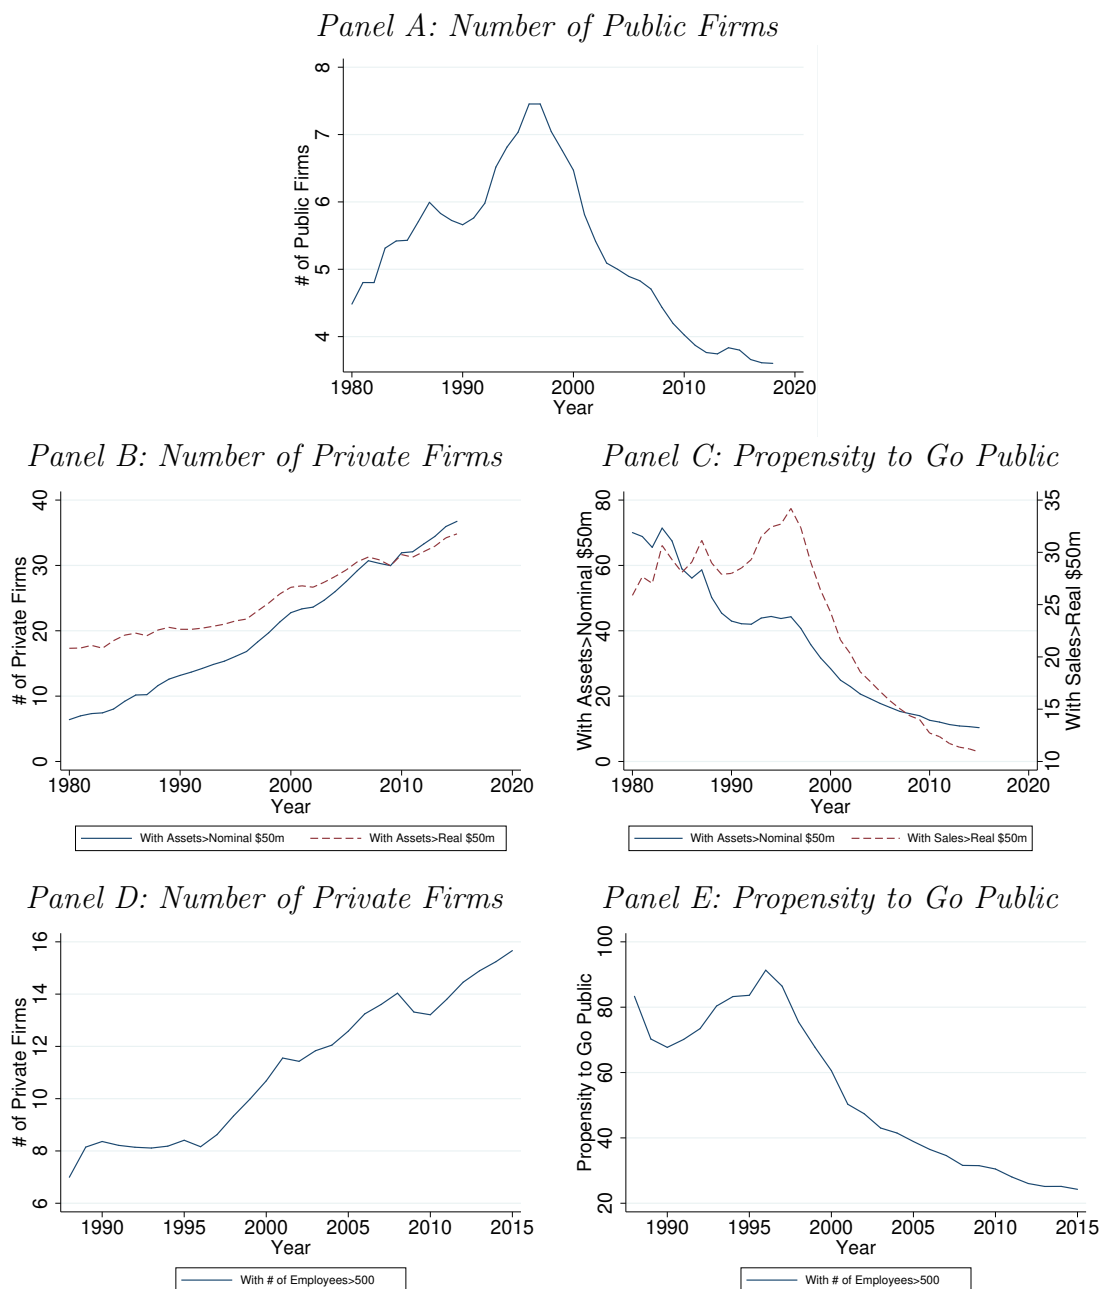 Panel A: Number of Public Firms
# of Public Firms
8
7
6
5
4
1980 1990 2000 2010 2020
Year
Panel B: Number of Private Firms
# of Private Firms
40
30
20
10
0
1980 1990 2000 2010 2020
Year
With Assets>Nominal $50m With Assets>Real $50m
Panel C: Propensity to Go Public
With Assets>Nominal $50m
80
60
40
20
0
35
30
25
20
15
10
With Sales>Real $50m
1980 1990 2000 2010 2020
Year
With Assets>Nominal $50m With Sales>Real $50m
Panel D: Number of Private Firms
# of Private Firms
16
14
12
10
8
6
1990 1995 2000 2005 2010 2015
Year
With # of Employees>500
Panel E: Propensity to Go Public
Propensity to Go Public
100
80
60
40
20
1990 1995 2000 2005 2010 2015
Year
With # of Employees>500